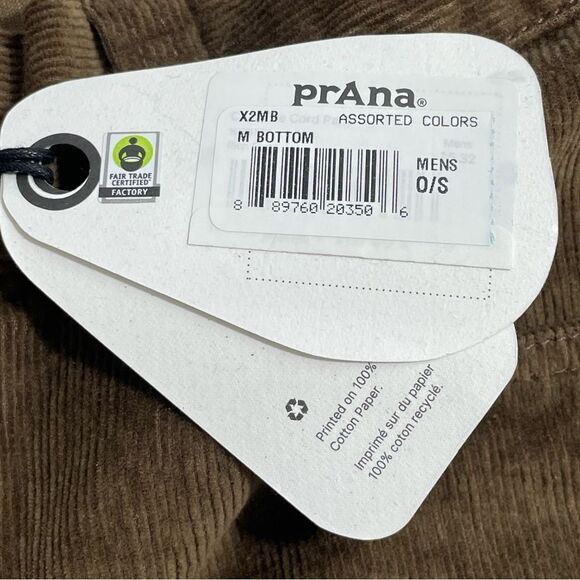 prAna®
X2MB ASSORTED COLORS
M BOTTOM
MENS
O/S
8 89760 20350 6
FAIR TRADE
CERTIFIED™
FACTORY
Printed on 100%
Cotton Paper.
Imprimé sur du papier
100% coton recyclé.